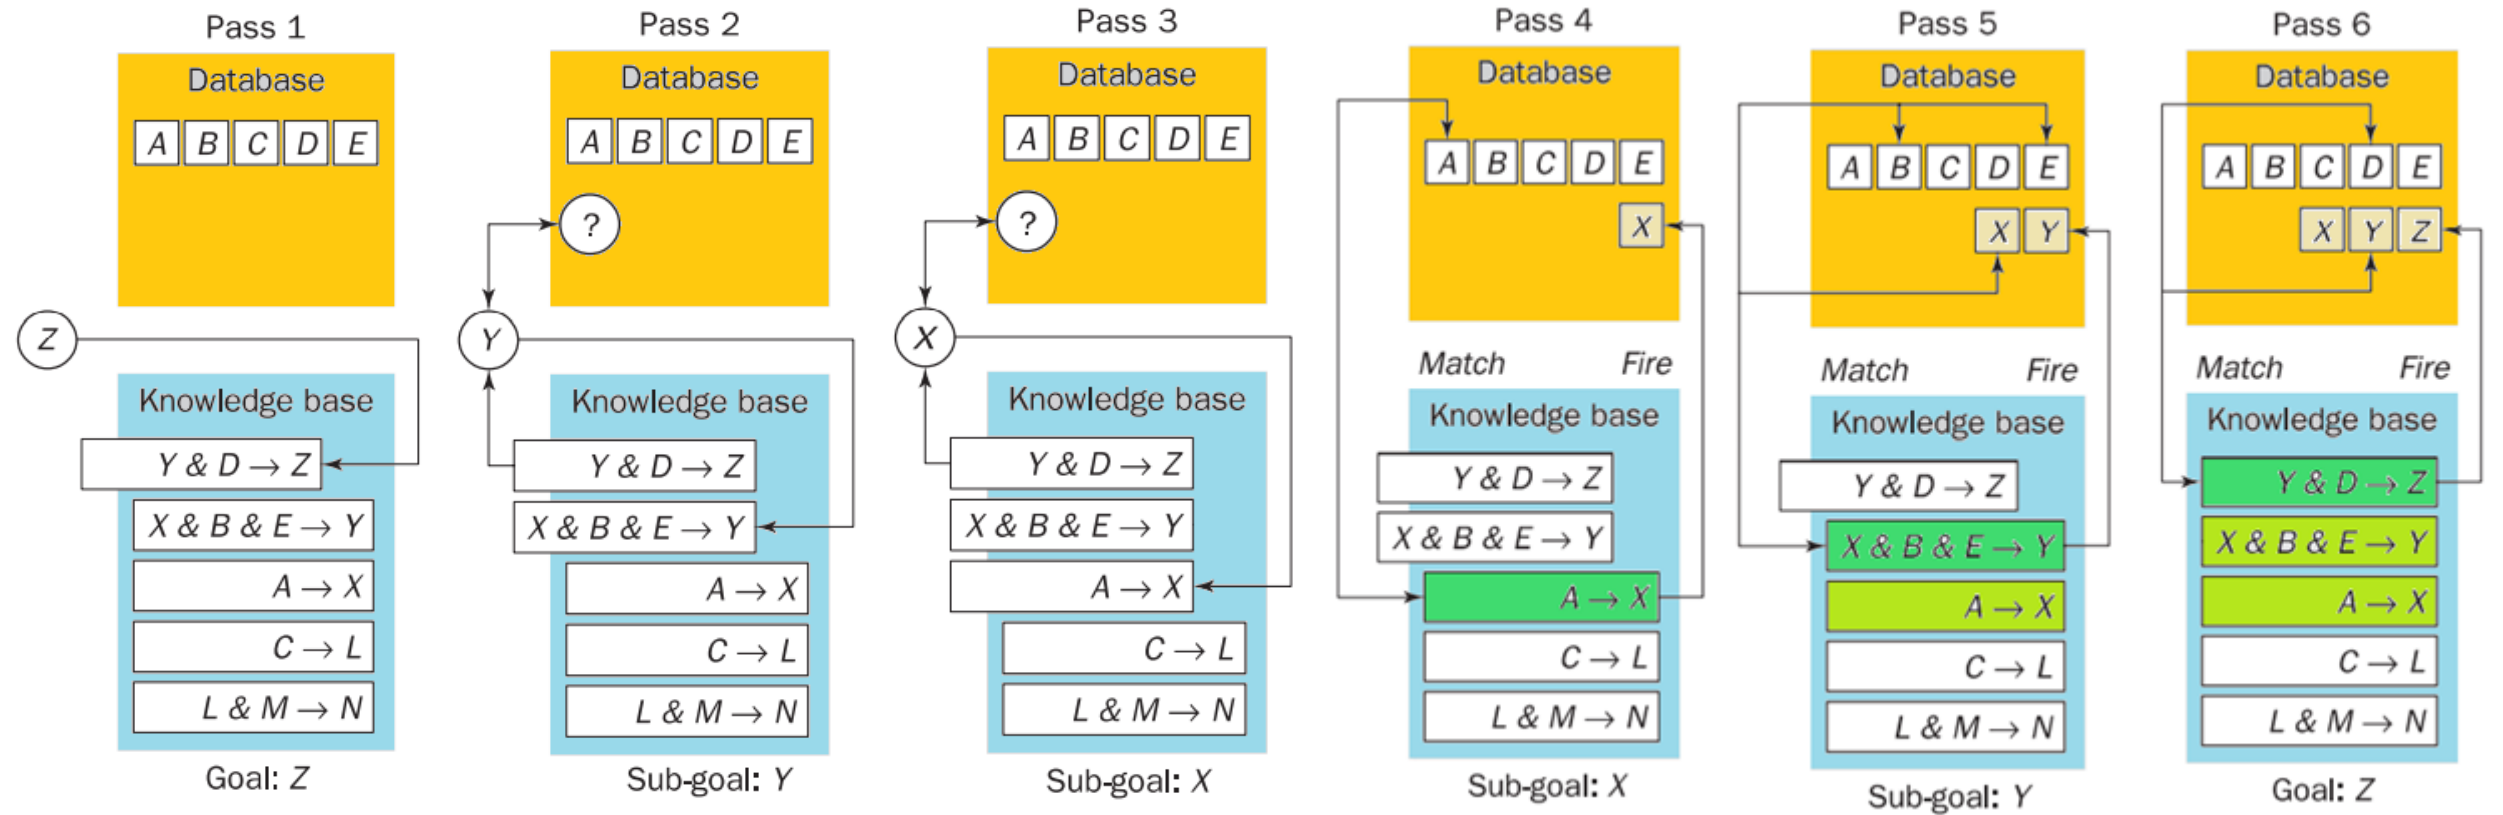 Pass 1
Database
A B C D E
Z
Knowledge base
Y & D → Z
X & B & E → Y
A → X
C → L
L & M → N
Goal: Z
Pass 2
Database
A B C D E
?
Y
Knowledge base
Y & D → Z
X & B & E → Y
A → X
C → L
L & M → N
Sub-goal: Y
Pass 3
Database
A B C D E
?
X
Knowledge base
Y & D → Z
X & B & E → Y
A → X
C → L
L & M → N
Sub-goal: X
Pass 4
Database
A B C D E
X
Match Fire
Knowledge base
Y & D → Z
X & B & E → Y
A → X
C → L
L & M → N
Sub-goal: X
Pass 5
Database
A B C D E
X Y
Match Fire
Knowledge base
Y & D → Z
X & B & E → Y
A → X
C → L
L & M → N
Sub-goal: Y
Pass 6
Database
A B C D E
X Y Z
Match Fire
Knowledge base
Y & D → Z
X & B & E → Y
A → X
C → L
L & M → N
Goal: Z